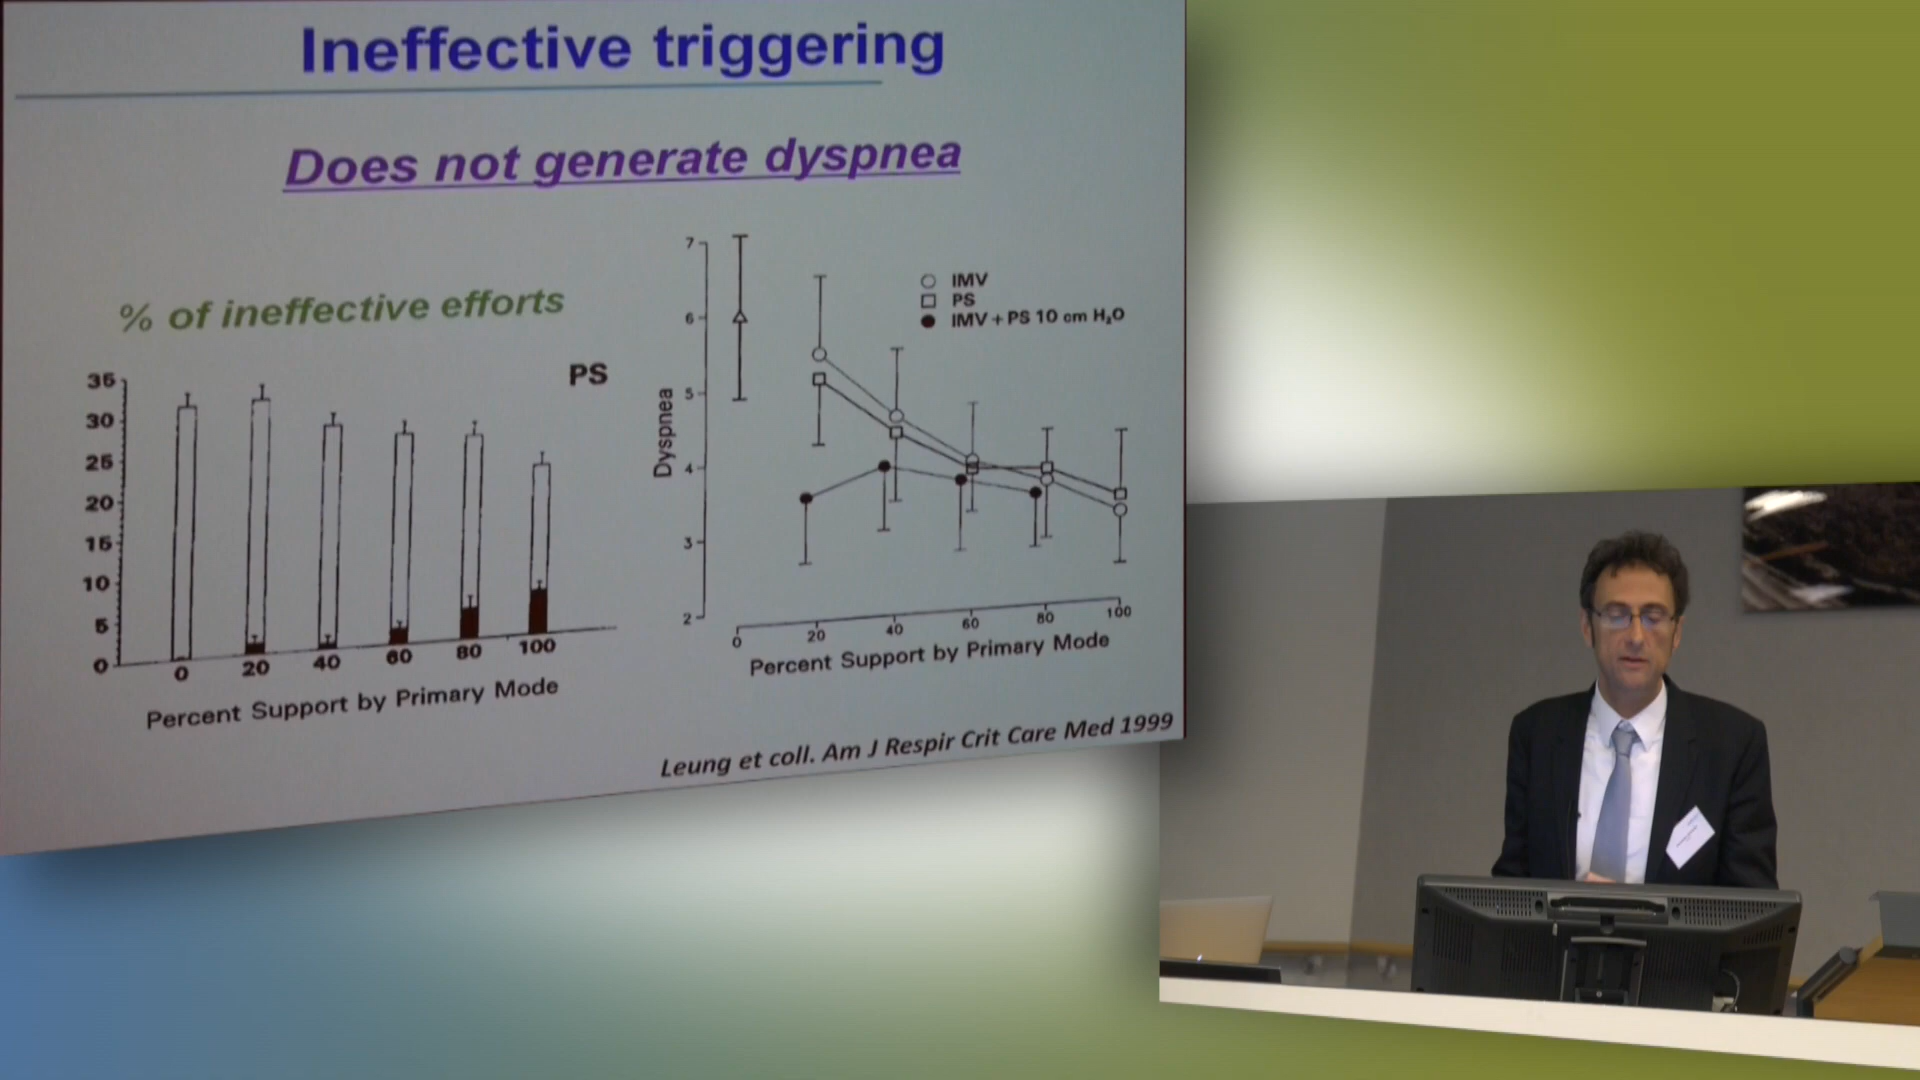 Ineffective triggering
Does not generate dyspnea
% of ineffective efforts
PS
35
30
25
20
15
10
5
0
0 20 40 60 80 100
Percent Support by Primary Mode
7
6
5
4
3
2
Dyspnea
IMV
PS
IMV + PS 10 cm H₂O
0 20 40 60 80 100
Percent Support by Primary Mode
Leung et coll. Am J Respir Crit Care Med 1999